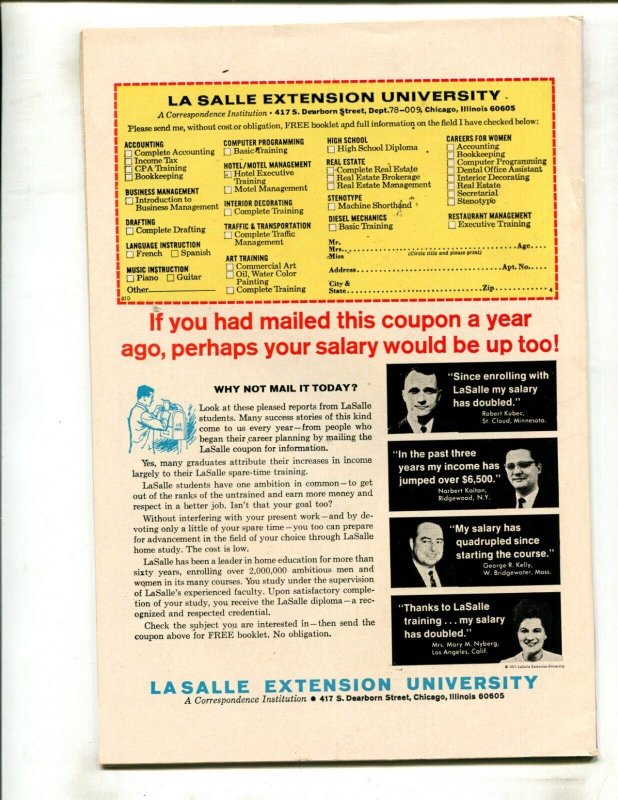 LA SALLE EXTENSION UNIVERSITY
A Correspondence Institution • 417 S. Dearborn Street, Dept.78-009, Chicago, Illinois 60605
Please send me, without cost or obligation, FREE booklet and full information on the field I have checked below:
ACCOUNTING
Complete Accounting
Income Tax
CPA Training
Bookkeeping
BUSINESS MANAGEMENT
Introduction to
Business Management
DRAFTING
Complete Drafting
LANGUAGE INSTRUCTION
French Spanish
MUSIC INSTRUCTION
Piano Guitar
Other
61D
COMPUTER PROGRAMMING
Basic Training
HOTEL/MOTEL MANAGEMENT
Hotel Executive
Training
Motel Management
INTERIOR DECORATING
Complete Training
TRAFFIC & TRANSPORTATION
Complete Traffic
Management
ART TRAINING
Commercial Art
Oil, Water Color
Painting
Complete Training
HIGH SCHOOL
High School Diploma
REAL ESTATE
Complete Real Estate
Real Estate Brokerage
Real Estate Management
STENOTYPE
Machine Shorthand
DIESEL MECHANICS
Basic Training
CAREERS FOR WOMEN
Accounting
Bookkeeping
Computer Programming
Dental Office Assistant
Interior Decorating
Real Estate
Secretarial
Stenotype
RESTAURANT MANAGEMENT
Executive Training
Mr.
Mrs. Age
Miss (Circle title and please print)
Address Apt. No.
City &
State Zip 4
If you had mailed this coupon a year
ago, perhaps your salary would be up too!
WHY NOT MAIL IT TODAY?
Look at these pleased reports from LaSalle
students. Many success stories of this kind
come to us every year—from people who
began their career planning by mailing the
LaSalle coupon for information.
Yes, many graduates attribute their increases in income
largely to their LaSalle spare-time training.
LaSalle students have one ambition in common—to get
out of the ranks of the untrained and earn more money and
respect in a better job. Isn't that your goal too?
Without interfering with your present work—and by de-
voting only a little of your spare time—you too can prepare
for advancement in the field of your choice through LaSalle
home study. The cost is low.
LaSalle has been a leader in home education for more than
sixty years, enrolling over 2,000,000 ambitious men and
women in its many courses. You study under the supervision
of LaSalle's experienced faculty. Upon satisfactory comple-
tion of your study, you receive the LaSalle diploma—a rec-
ognized and respected credential.
Check the subject you are interested in—then send the
coupon above for FREE booklet. No obligation.
"Since enrolling with
LaSalle my salary
has doubled."
Robert Kubec,
St. Cloud, Minnesota.
"In the past three
years my income has
jumped over $6,500."
Norbert Kaitan,
Ridgewood, N.Y.
"My salary has
quadrupled since
starting the course."
George R. Kelly,
W. Bridgewater, Mass.
"Thanks to LaSalle
training . . . my salary
has doubled."
Mrs. Mary M. Nyberg,
Los Angeles, Calif.
© 1971 LaSalle Extension University
LA SALLE EXTENSION UNIVERSITY
A Correspondence Institution • 417 S. Dearborn Street, Chicago, Illinois 60605